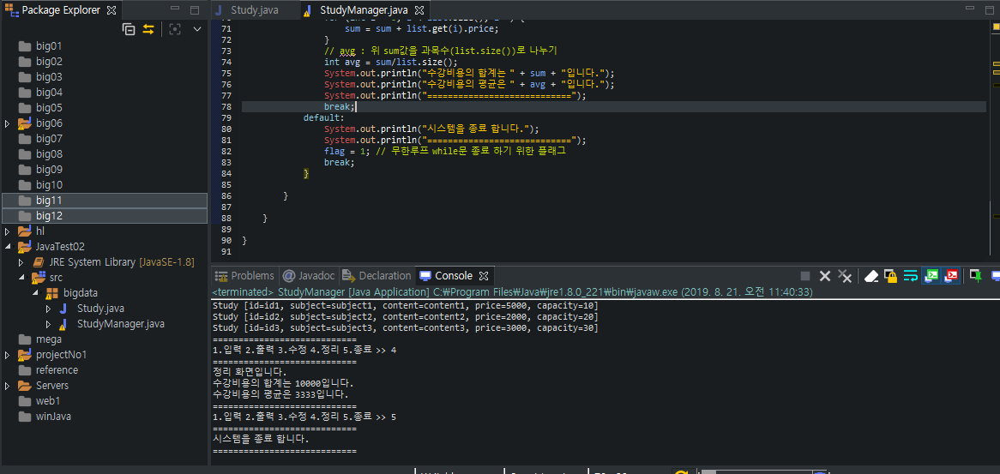 Package Explorer
big01
big02
big03
big04
big05
big06
big07
big08
big09
big10
big11
big12
hl
JavaTest02
JRE System Library [JavaSE-1.8]
src
bigdata
Study.java
StudyManager.java
mega
projectNo1
reference
Servers
web1
winJava
Study.java
StudyManager.java
71 sum = sum + list.get(i).price;
72 }
73 // avg : 위 sum값을 과목수(list.size())로 나누기
74 int avg = sum/list.size();
75 System.out.println("수강비용의 합계는 " + sum + "입니다.");
76 System.out.println("수강비용의 평균은 " + avg + "입니다.");
77 System.out.println("============================");
78 break;
79 default:
80 System.out.println("시스템을 종료 합니다.");
81 System.out.println("============================");
82 flag = 1; // 무한루프 while문 종료 하기 위한 플래그
83 break;
84 }
85
86 }
87
88 }
89
90 }
91
Problems @ Javadoc Declaration Console
<terminated> StudyManager [Java Application] C:₩Program Files₩Java₩jre1.8.0_221₩bin₩javaw.exe (2019. 8. 21. 오전 11:40:33)
Study [id=id1, subject=subject1, content=content1, price=5000, capacity=10]
Study [id=id2, subject=subject2, content=content2, price=2000, capacity=20]
Study [id=id3, subject=subject3, content=content3, price=3000, capacity=30]
============================
1.입력 2.출력 3.수정 4.정리 5.종료 >> 4
============================
정리 화면입니다.
수강비용의 합계는 10000입니다.
수강비용의 평균은 3333입니다.
============================
1.입력 2.출력 3.수정 4.정리 5.종료 >> 5
============================
시스템을 종료 합니다.
============================